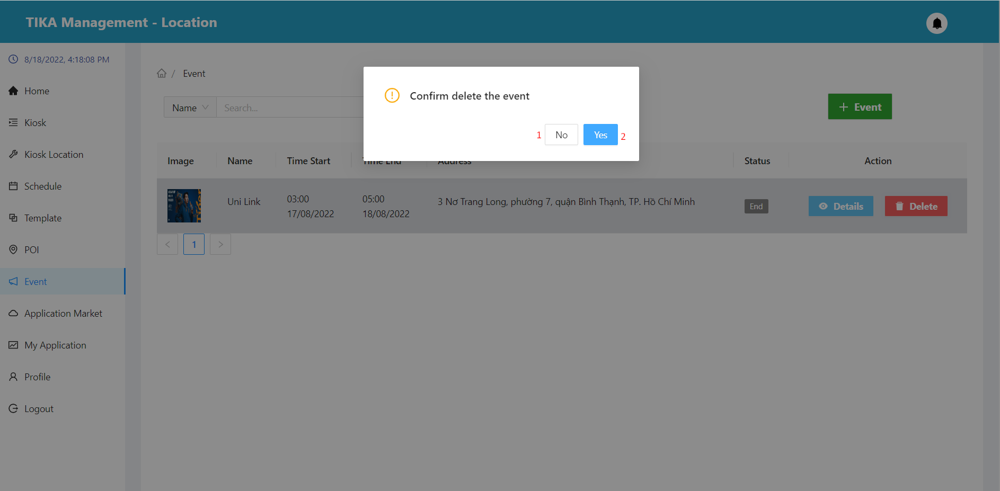 TIKA Management - Location
8/18/2022, 4:18:08 PM
Home
Kiosk
Kiosk Location
Schedule
Template
POI
Event
Application Market
My Application
Profile
Logout
/ Event
Name Search...
+ Event
Confirm delete the event
1 No Yes 2
Image Name Time Start Time End Address Status Action
Uni Link
03:00
17/08/2022
05:00
18/08/2022
3 Nơ Trang Long, phường 7, quận Bình Thạnh, TP. Hồ Chí Minh
End
Details
Delete
< 1 >